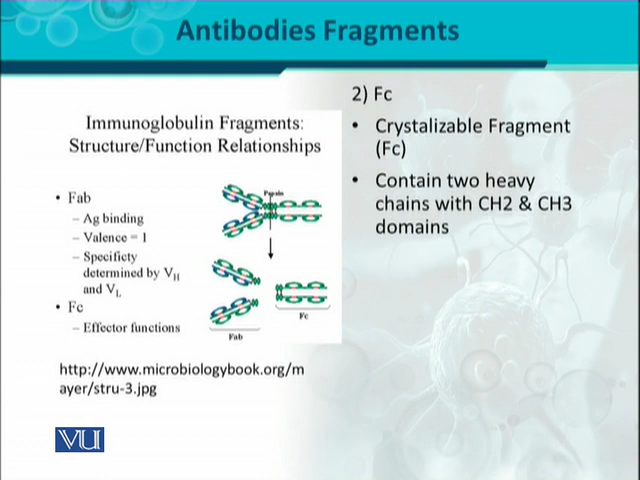 Antibodies Fragments
Immunoglobulin Fragments:
Structure/Function Relationships
• Fab
– Ag binding
– Valence = 1
– Specificty
determined by VH
and VL
• Fc
– Effector functions
Papain
Fc
Fab
http://www.microbiologybook.org/m
ayer/stru-3.jpg
VU
2) Fc
• Crystalizable Fragment
(Fc)
• Contain two heavy
chains with CH2 & CH3
domains